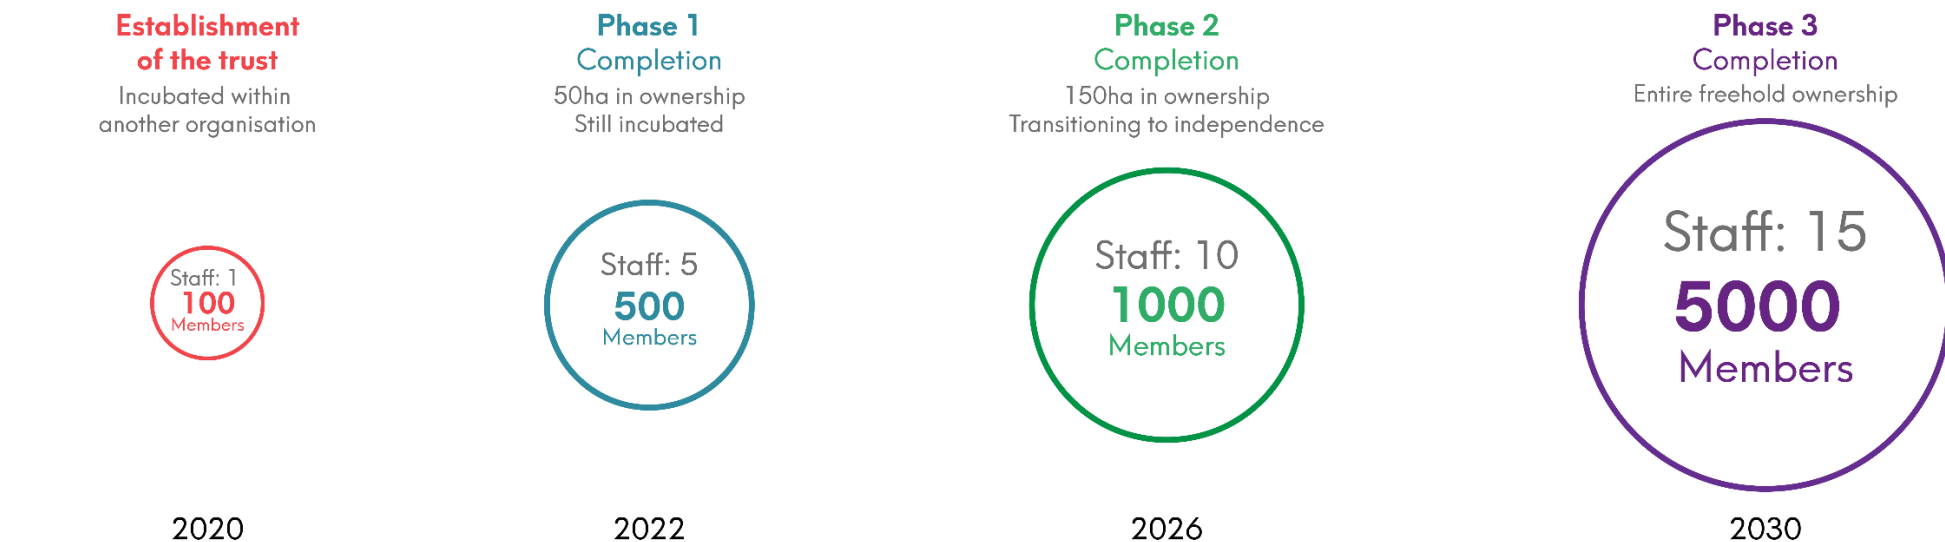 Establishment
of the trust
Incubated within
another organisation
Staff: 1
100
Members
2020
Phase 1
Completion
50ha in ownership
Still incubated
Staff: 5
500
Members
2022
Phase 2
Completion
150ha in ownership
Transitioning to independence
Staff: 10
1000
Members
2026
Phase 3
Completion
Entire freehold ownership
Staff: 15
5000
Members
2030